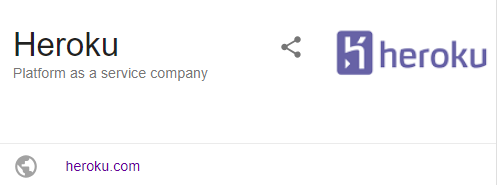 Heroku
Platform as a service company
heroku
heroku.com